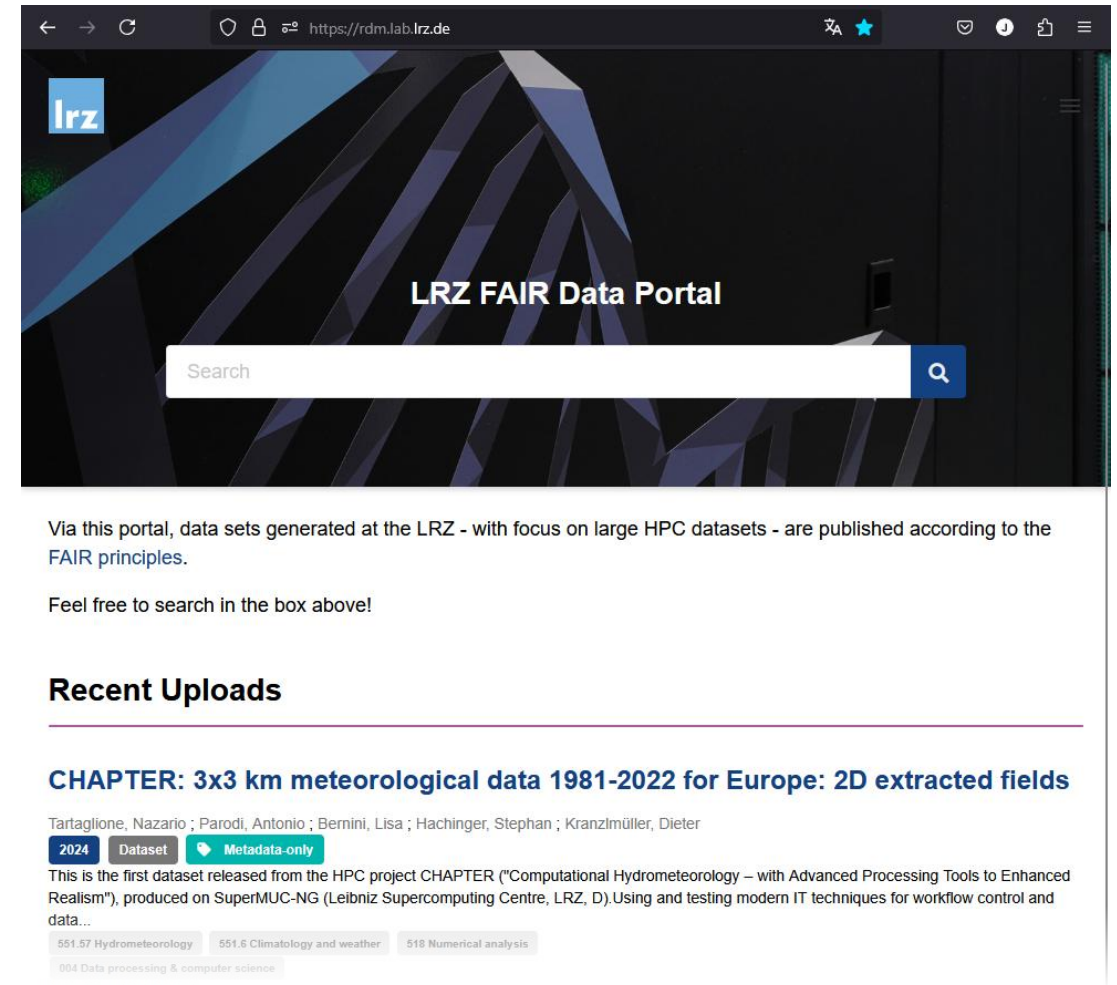 https://rdm.lab.lrz.de
lrz
LRZ FAIR Data Portal
Search
Via this portal, data sets generated at the LRZ - with focus on large HPC datasets - are published according to the
FAIR principles.
Feel free to search in the box above!
Recent Uploads
CHAPTER: 3x3 km meteorological data 1981-2022 for Europe: 2D extracted fields
Tartaglione, Nazario ; Parodi, Antonio ; Bernini, Lisa ; Hachinger, Stephan ; Kranzlmüller, Dieter
2024 Dataset Metadata-only
This is the first dataset released from the HPC project CHAPTER ("Computational Hydrometeorology – with Advanced Processing Tools to Enhanced
Realism"), produced on SuperMUC-NG (Leibniz Supercomputing Centre, LRZ, D).Using and testing modern IT techniques for workflow control and
data...
551.57 Hydrometeorology 551.6 Climatology and weather 518 Numerical analysis
004 Data processing & computer science